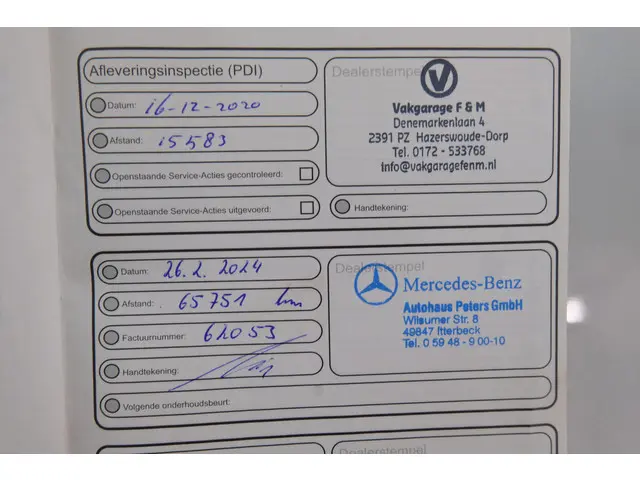 Afleveringsinspectie (PDI)
Datum: 16-12-2020
Afstand: 15583
Openstaande Service-Acties gecontroleerd:
Openstaande Service-Acties uitgevoerd:
Dealerstempel
V
Vakgarage F & M
Denemarkenlaan 4
2391 PZ Hazerswoude-Dorp
Tel. 0172 - 533768
info@vakgaragefenm.nl
Handtekening:
Datum: 26.2.2024
Afstand: 65751 km
Factuurnummer: 62053
Handtekening:
Volgende onderhoudsbeurt:
Dealerstempel
Mercedes-Benz
Autohaus Peters GmbH
Wilsumer Str. 8
49847 Itterbeck
Tel. 0 59 48 - 9 00-10
Dealerstempel